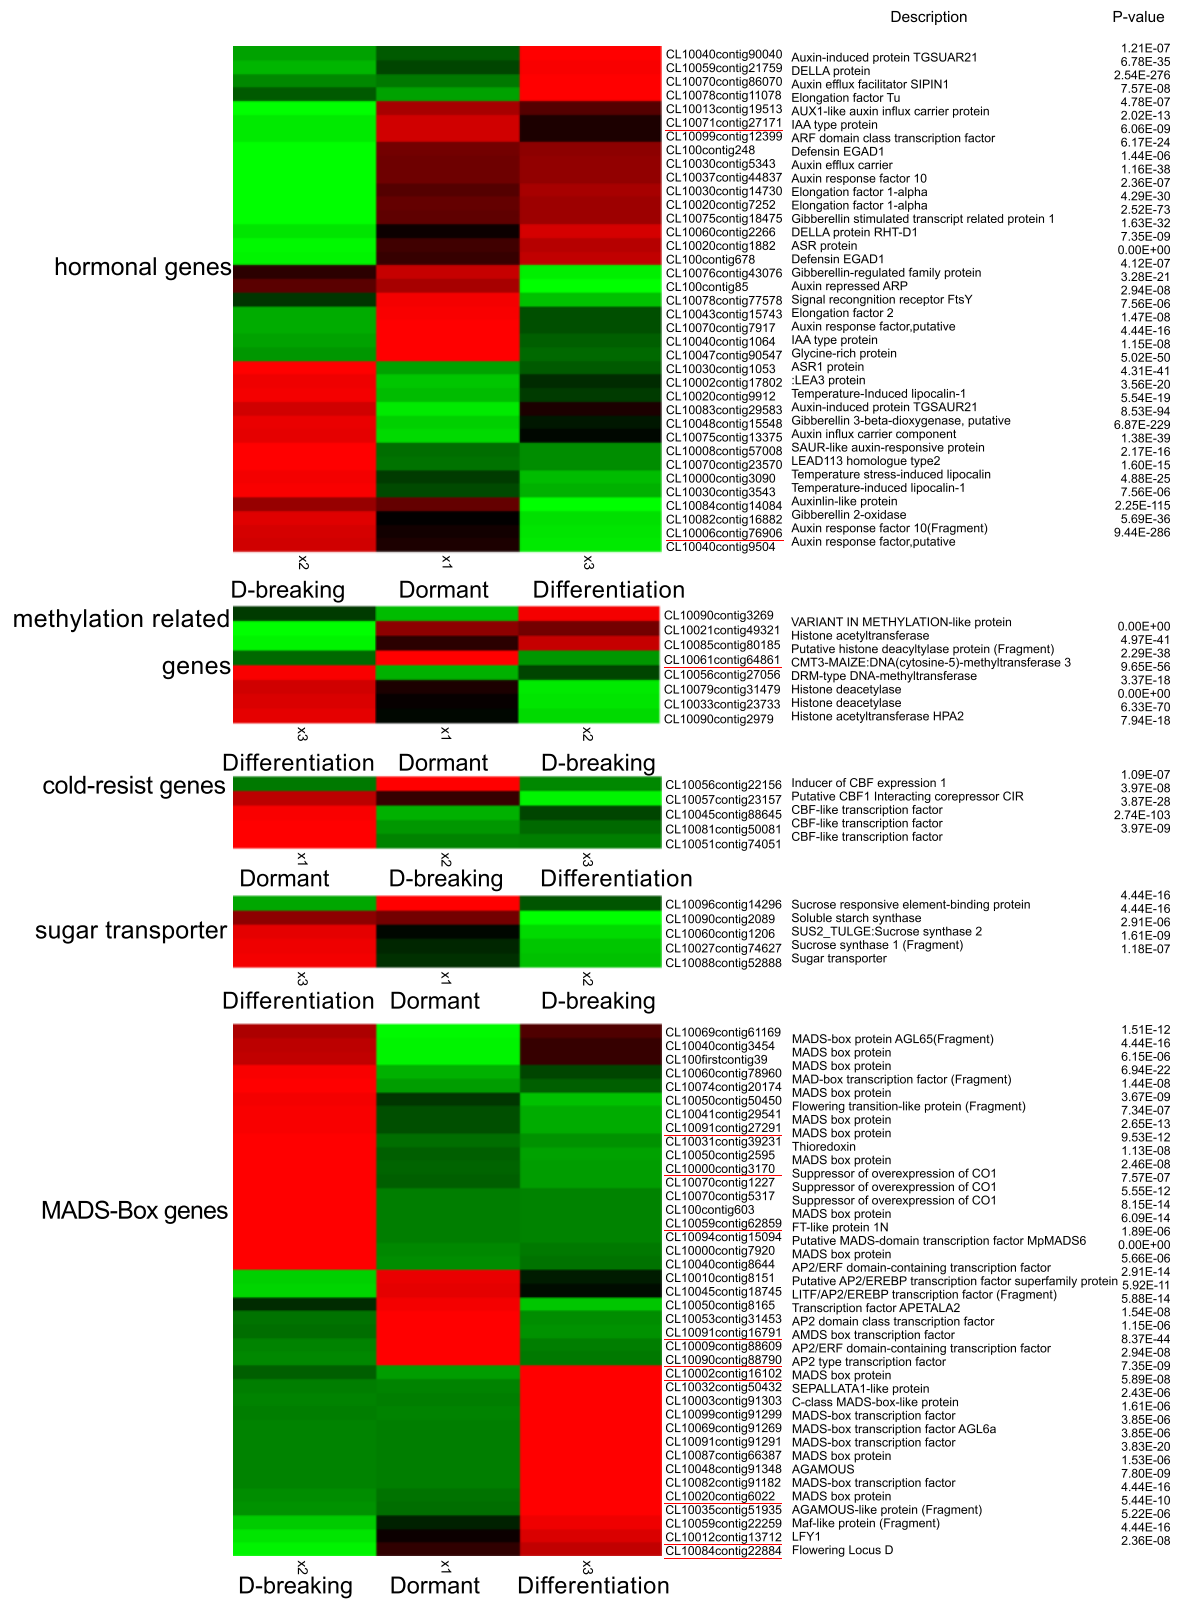 Description P-value
hormonal genes
CL10040contig90040 Auxin-induced protein TGSUAR21 1.21E-07
CL10059contig21759 DELLA protein 6.78E-35
CL10070contig86070 Auxin efflux facilitator SIPIN1 2.54E-276
CL10078contig11078 Elongation factor Tu 7.57E-08
CL10013contig19513 AUX1-like auxin influx carrier protein 4.78E-07
CL10071contig27171 IAA type protein 2.02E-13
CL10099contig12399 ARF domain class transcription factor 6.06E-09
CL100contig248 Defensin EGAD1 6.17E-24
CL10030contig5343 Auxin efflux carrier 1.44E-06
CL10037contig44837 Auxin response factor 10 1.16E-38
CL10030contig14730 Elongation factor 1-alpha 2.36E-07
CL10020contig7252 Elongation factor 1-alpha 4.29E-30
CL10075contig18475 Gibberellin stimulated transcript related protein 1 2.52E-73
CL10060contig2266 DELLA protein RHT-D1 1.63E-32
CL10020contig1882 ASR protein 7.35E-09
CL100contig678 Defensin EGAD1 0.00E+00
CL10076contig43076 Gibberellin-regulated family protein 4.12E-07
CL100contig85 Auxin repressed ARP 3.28E-21
CL10078contig77578 Signal recongnition receptor FtsY 2.94E-08
CL10043contig15743 Elongation factor 2 7.56E-06
CL10070contig7917 Auxin response factor,putative 1.47E-08
CL10040contig1064 IAA type protein 4.44E-16
CL10047contig90547 Glycine-rich protein 1.15E-08
CL10030contig1053 ASR1 protein 5.02E-50
CL10002contig17802 :LEA3 protein 4.31E-41
CL10020contig9912 Temperature-Induced lipocalin-1 3.56E-20
CL10083contig29583 Auxin-induced protein TGSAUR21 5.54E-19
CL10048contig15548 Gibberellin 3-beta-dioxygenase, putative 8.53E-94
CL10075contig13375 Auxin influx carrier component 6.87E-229
CL10008contig57008 SAUR-like auxin-responsive protein 1.38E-39
CL10070contig23570 LEAD113 homologue type2 2.17E-16
CL10000contig3090 Temperature stress-induced lipocalin 1.60E-15
CL10030contig3543 Temperature-induced lipocalin-1 4.88E-25
CL10084contig14084 Auxinlin-like protein 7.56E-06
CL10082contig16882 Gibberellin 2-oxidase 2.25E-115
CL10006contig76906 Auxin response factor 10(Fragment) 5.69E-36
CL10040contig9504 Auxin response factor,putative 9.44E-286
x2 x1 x3
D-breaking Dormant Differentiation
methylation related
genes
CL10090contig3269 VARIANT IN METHYLATION-like protein 0.00E+00
CL10021contig49321 Histone acetyltransferase 4.97E-41
CL10085contig80185 Putative histone deacyltylase protein (Fragment) 2.29E-38
CL10061contig64861 CMT3-MAIZE:DNA(cytosine-5)-methyltransferase 3 9.65E-56
CL10056contig27056 DRM-type DNA-methyltransferase 3.37E-18
CL10079contig31479 Histone deacetylase 0.00E+00
CL10033contig23733 Histone deacetylase 6.33E-70
CL10090contig2979 Histone acetyltransferase HPA2 7.94E-18
x3 x1 x2
Differentiation Dormant D-breaking
cold-resist genes
CL10056contig22156 Inducer of CBF expression 1 1.09E-07
CL10057contig23157 Putative CBF1 Interacting corepressor CIR 3.97E-08
CL10045contig88645 CBF-like transcription factor 3.87E-28
CL10081contig50081 CBF-like transcription factor 2.74E-103
CL10051contig74051 CBF-like transcription factor 3.97E-09
x1 x2 x3
Dormant D-breaking Differentiation
sugar transporter
CL10096contig14296 Sucrose responsive element-binding protein 4.44E-16
CL10090contig2089 Soluble starch synthase 4.44E-16
CL10060contig1206 SUS2_TULGE:Sucrose synthase 2 2.91E-06
CL10027contig74627 Sucrose synthase 1 (Fragment) 1.61E-09
CL10088contig52888 Sugar transporter 1.18E-07
x3 x1 x2
Differentiation Dormant D-breaking
MADS-Box genes
CL10069contig61169 MADS-box protein AGL65(Fragment) 1.51E-12
CL10040contig3454 MADS box protein 4.44E-16
CL100firstcontig39 MADS box protein 6.15E-06
CL10060contig78960 MAD-box transcription factor (Fragment) 6.94E-22
CL10074contig20174 MADS box protein 1.44E-08
CL10050contig50450 Flowering transition-like protein (Fragment) 3.67E-09
CL10041contig29541 MADS box protein 7.34E-07
CL10091contig27291 MADS box protein 2.65E-13
CL10031contig39231 Thioredoxin 9.53E-12
CL10050contig2595 MADS box protein 1.13E-08
CL10000contig3170 Suppressor of overexpression of CO1 2.46E-08
CL10070contig1227 Suppressor of overexpression of CO1 7.57E-07
CL10070contig5317 Suppressor of overexpression of CO1 5.55E-12
CL100contig603 MADS box protein 8.15E-14
CL10059contig62859 FT-like protein 1N 6.09E-14
CL10094contig15094 Putative MADS-domain transcription factor MpMADS6 1.89E-06
CL10000contig7920 MADS box protein 0.00E+00
CL10040contig8644 AP2/ERF domain-containing transcription factor 5.66E-06
CL10010contig8151 Putative AP2/EREBP transcription factor superfamily protein 2.91E-14
CL10045contig18745 LITF/AP2/EREBP transcription factor (Fragment) 5.92E-11
CL10050contig8165 Transcription factor APETALA2 5.88E-14
CL10053contig31453 AP2 domain class transcription factor 1.54E-08
CL10091contig16791 AMDS box transcription factor 1.15E-06
CL10009contig88609 AP2/ERF domain-containing transcription factor 8.37E-44
CL10090contig88790 AP2 type transcription factor 2.94E-08
CL10002contig16102 MADS box protein 7.35E-09
CL10032contig50432 SEPALLATA1-like protein 5.89E-08
CL10003contig91303 C-class MADS-box-like protein 2.43E-06
CL10099contig91299 MADS-box transcription factor 1.61E-06
CL10069contig91269 MADS-box transcription factor AGL6a 3.85E-06
CL10091contig91291 MADS-box transcription factor 3.85E-06
CL10087contig66387 MADS box protein 3.83E-20
CL10048contig91348 AGAMOUS 1.53E-06
CL10082contig91182 MADS-box transcription factor 7.80E-09
CL10020contig6022 MADS box protein 4.44E-16
CL10035contig51935 AGAMOUS-like protein (Fragment) 5.44E-10
CL10059contig22259 Maf-like protein (Fragment) 5.22E-06
CL10012contig13712 LFY1 4.44E-16
CL10084contig22884 Flowering Locus D 2.36E-08
x2 x1 x3
D-breaking Dormant Differentiation